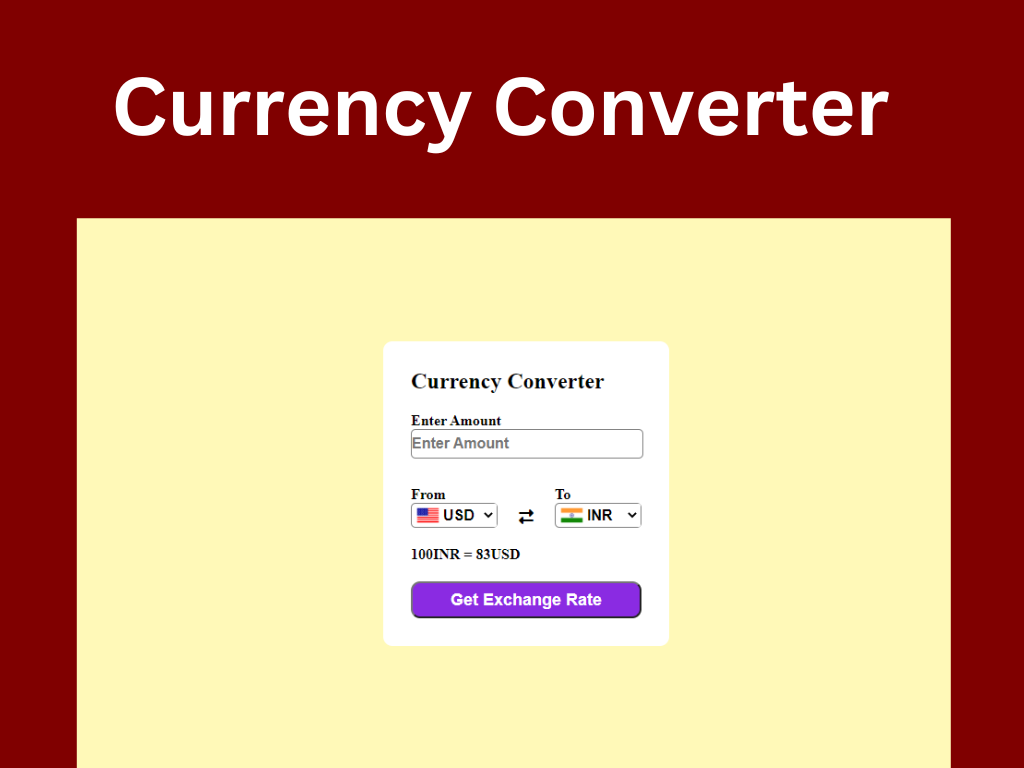 Currency Converter
Currency Converter
Enter Amount
Enter Amount
From To
USD INR
100INR = 83USD
Get Exchange Rate